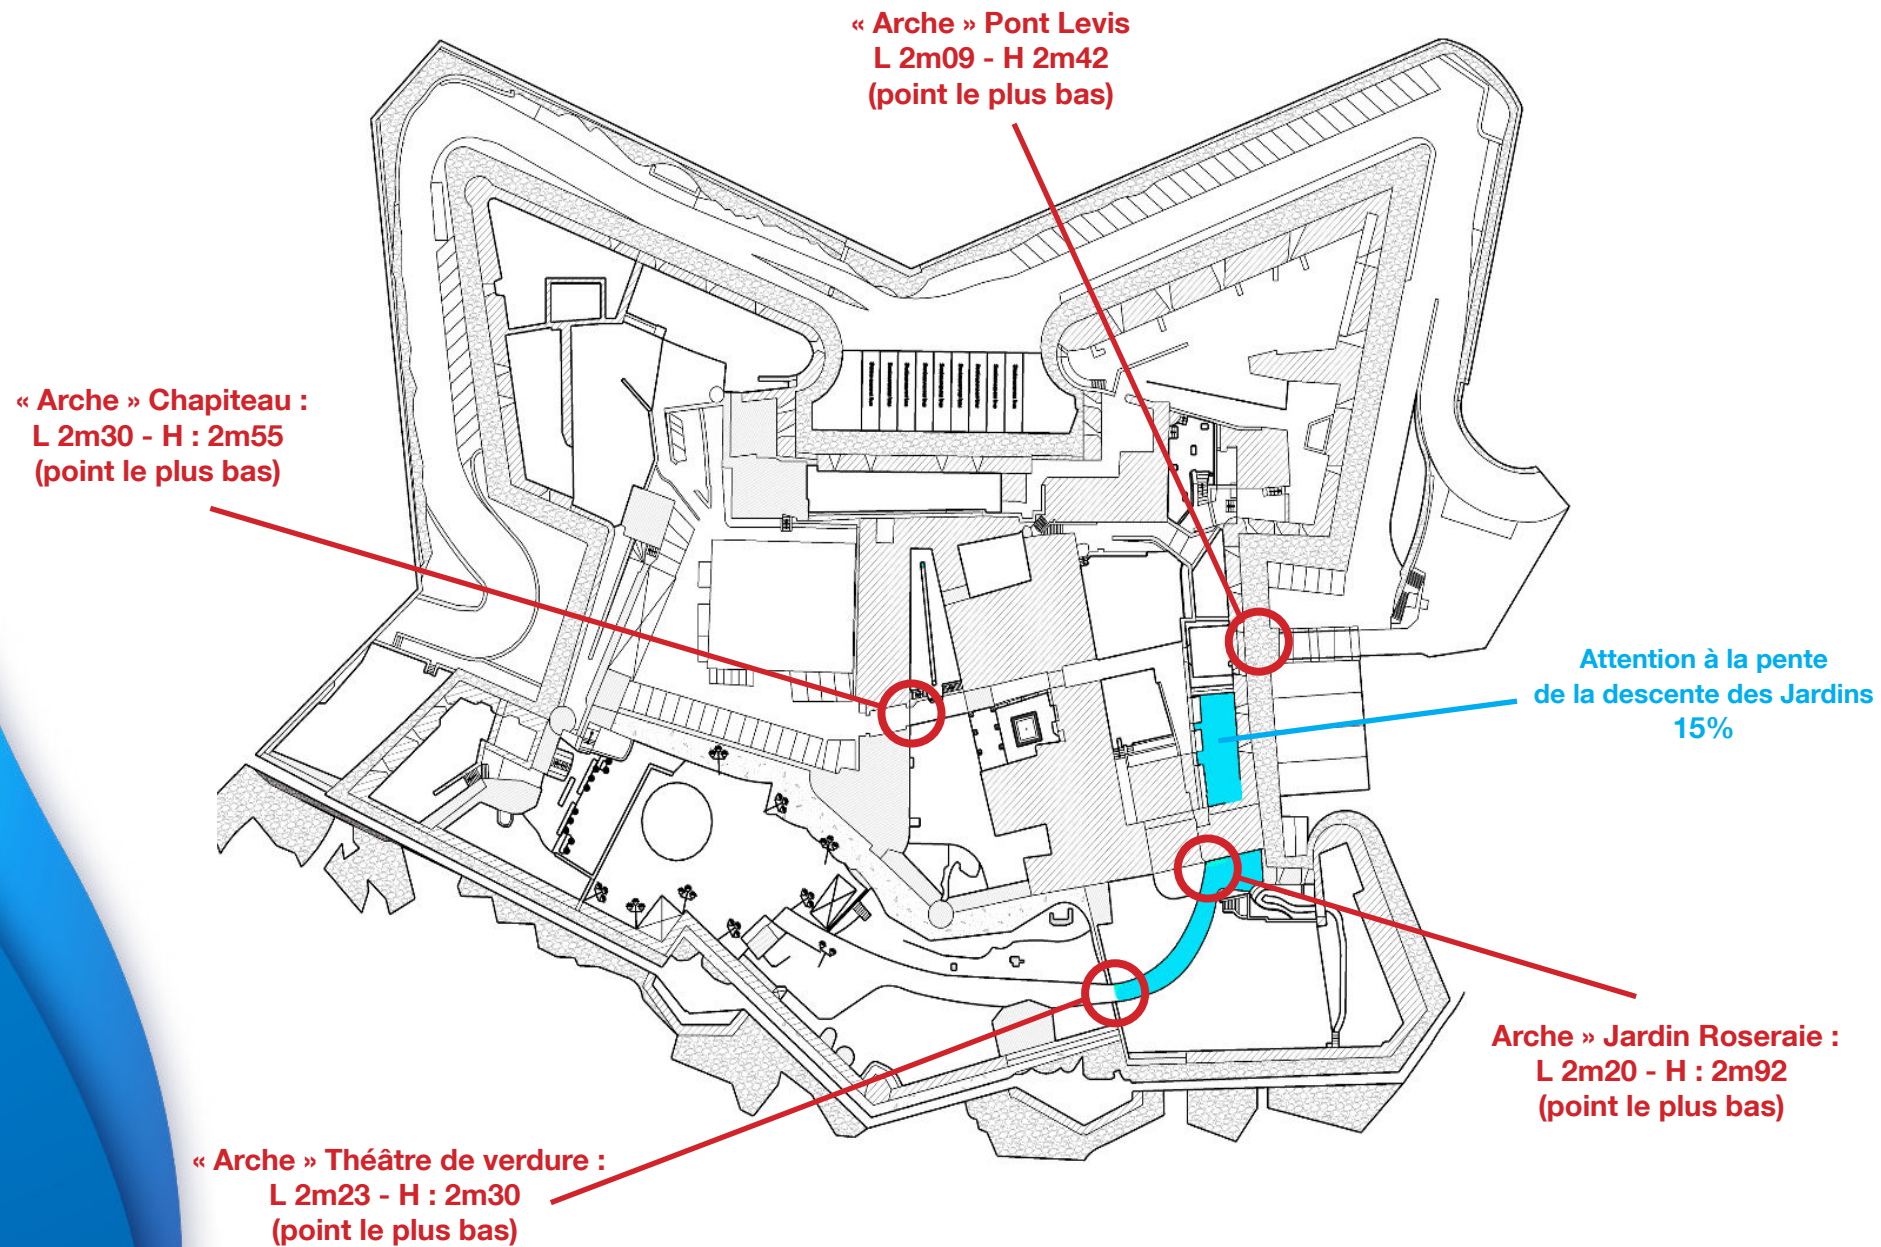 « Arche » Pont Levis
L 2m09 - H 2m42
(point le plus bas)
« Arche » Chapiteau :
L 2m30 - H : 2m55
(point le plus bas)
Attention à la pente
de la descente des Jardins
15%
Arche » Jardin Roseraie :
L 2m20 - H : 2m92
(point le plus bas)
« Arche » Théâtre de verdure :
L 2m23 - H : 2m30
(point le plus bas)